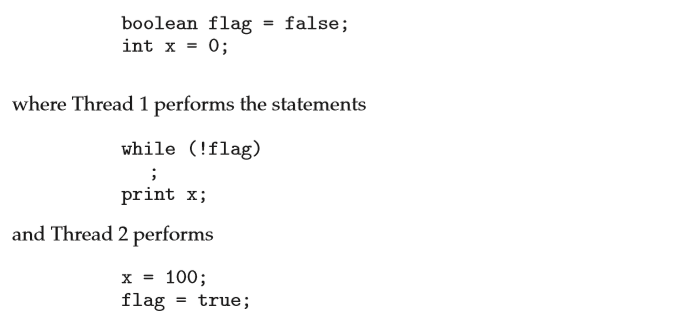 boolean flag = false;
int x = 0;
where Thread 1 performs the statements
while (!flag)
;
print x;
and Thread 2 performs
x = 100;
flag = true;